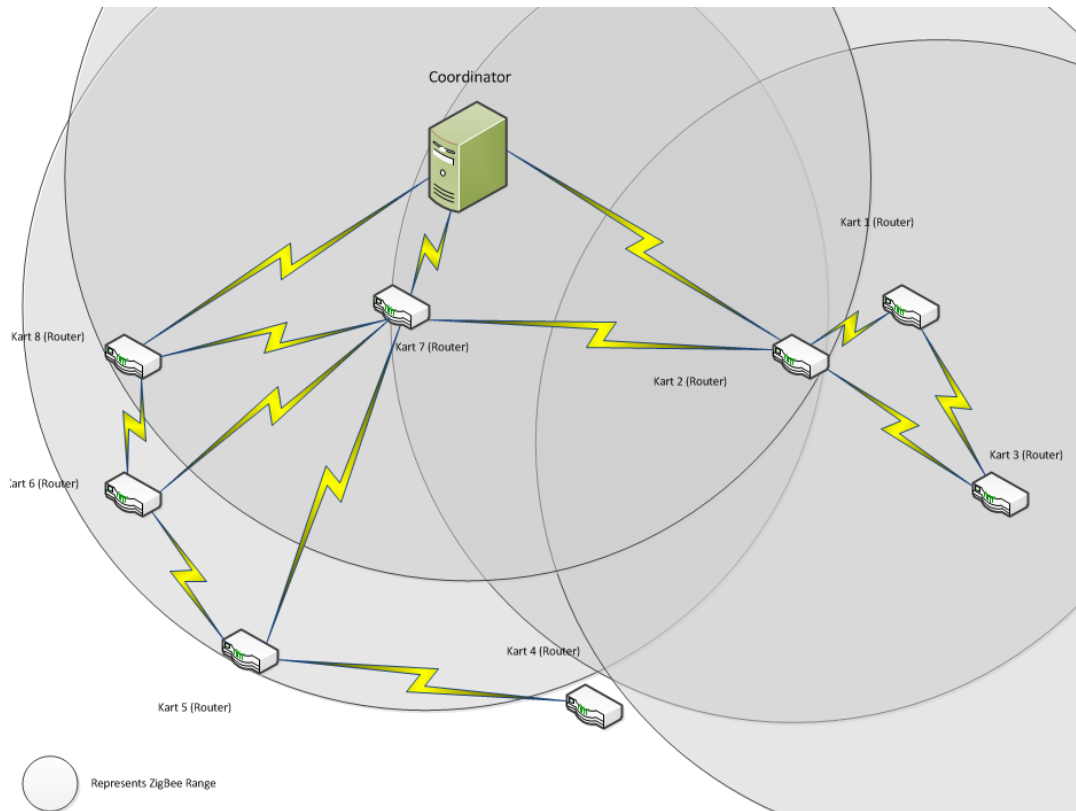 Coordinator
Kart 1 (Router)
Kart 8 (Router)
Kart 7 (Router)
Kart 2 (Router)
Kart 3 (Router)
Kart 6 (Router)
Kart 4 (Router)
Kart 5 (Router)
Represents ZigBee Range